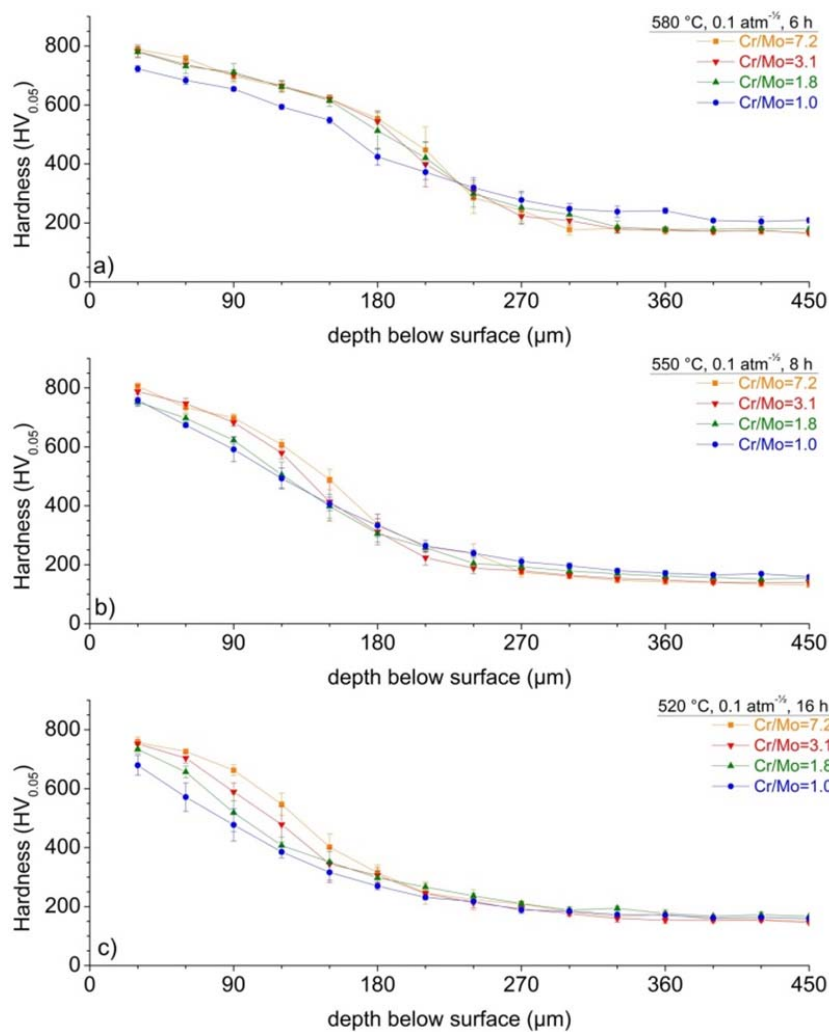 580 °C, 0.1 atm^-½, 6 h
Cr/Mo=7.2
Cr/Mo=3.1
Cr/Mo=1.8
Cr/Mo=1.0
800
600
400
200
0
Hardness (HV0.05)
a)
0 90 180 270 360 450
depth below surface (µm)
550 °C, 0.1 atm^-½, 8 h
Cr/Mo=7.2
Cr/Mo=3.1
Cr/Mo=1.8
Cr/Mo=1.0
800
600
400
200
0
Hardness (HV0.05)
b)
0 90 180 270 360 450
depth below surface (µm)
520 °C, 0.1 atm^-½, 16 h
Cr/Mo=7.2
Cr/Mo=3.1
Cr/Mo=1.8
Cr/Mo=1.0
800
600
400
200
0
Hardness (HV0.05)
c)
0 90 180 270 360 450
depth below surface (µm)